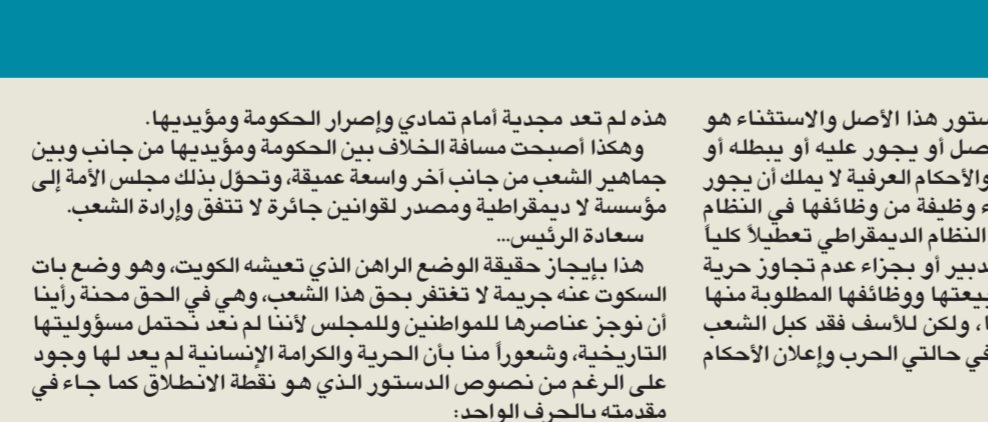 ستور هذا الأصل والاستثناء هو
صل أو يجور عليه أو يبطله أو
والأحكام العرفية لا يملك أن يجور
ء وظيفة من وظائفها في النظام
النظام الديمقراطي تعطيلاً كلياً
دبير أو بجزاء عدم تجاوز حرية
بيعتها ووظائفها المطلوبة منها
ا، ولكن للأسف فقد كبل الشعب
في حالتي الحرب وإعلان الأحكام
هذه لم تعد مجدية أمام تمادي وإصرار الحكومة ومؤيديها.
وهكذا أصبحت مسافة الخلاف بين الحكومة ومؤيديها من جانب وبين
جماهير الشعب من جانب آخر واسعة عميقة، وتحوّل بذلك مجلس الأمة إلى
مؤسسة لا ديمقراطية ومصدر لقوانين جائرة لا تتفق وإرادة الشعب.
سعادة الرئيس...
هذا بإيجاز حقيقة الوضع الراهن الذي تعيشه الكويت، وهو وضع بات
السكوت عنه جريمة لا تغتفر بحق هذا الشعب، وهي في الحق محنة رأينا
أن نوجز عناصرها للمواطنين وللمجلس لأننا لم نعد نحتمل مسؤوليتها
التاريخية، وشعوراً منا بأن الحرية والكرامة الإنسانية لم يعد لها وجود
على الرغم من نصوص الدستور الذي هو نقطة الانطلاق كما جاء في
مقدمته بالحرف الواحد: